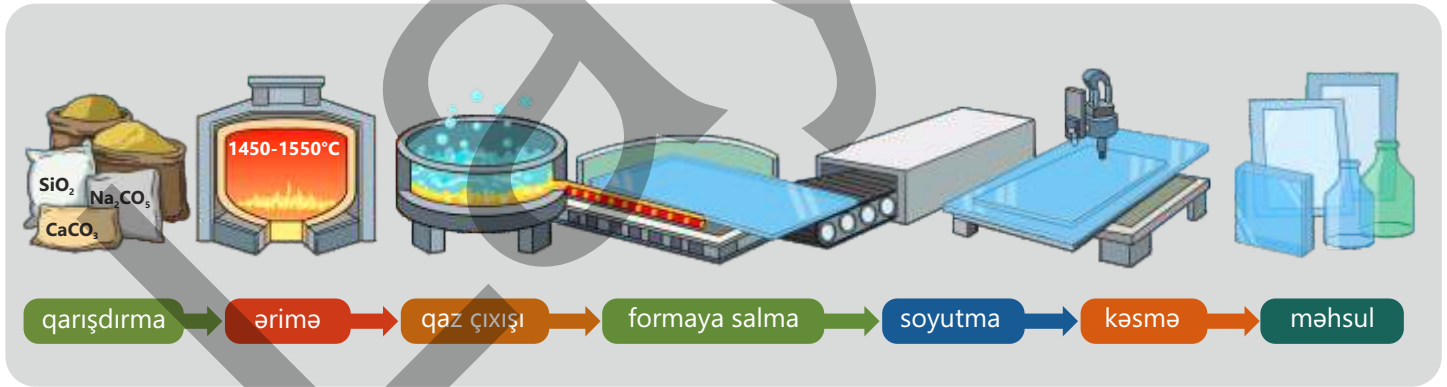 1450-1550°C
SiO₂
Na₂CO₅
CaCO₃
qarışdırma
ərimə
qaz çıxışı
formaya salma
soyutma
kəsmə
məhsul